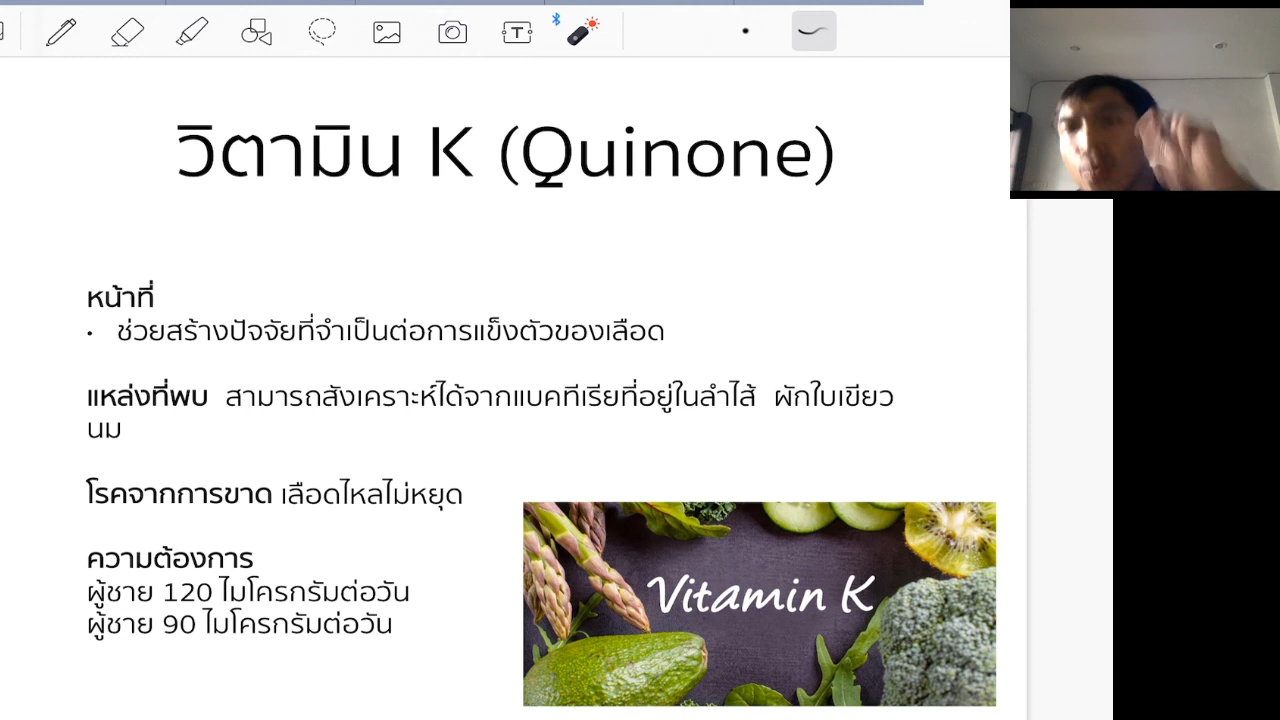 T
วิตามิน K (Quinone)
หน้าที่
• ช่วยสร้างปัจจัยที่จำเป็นต่อการแข็งตัวของเลือด
แหล่งที่พบ สามารถสังเคราะห์ได้จากแบคทีเรียที่อยู่ในลำไส้ ผักใบเขียว
นม
โรคจากการขาด เลือดไหลไม่หยุด
ความต้องการ
ผู้ชาย 120 ไมโครกรัมต่อวัน
ผู้ชาย 90 ไมโครกรัมต่อวัน
Vitamin K